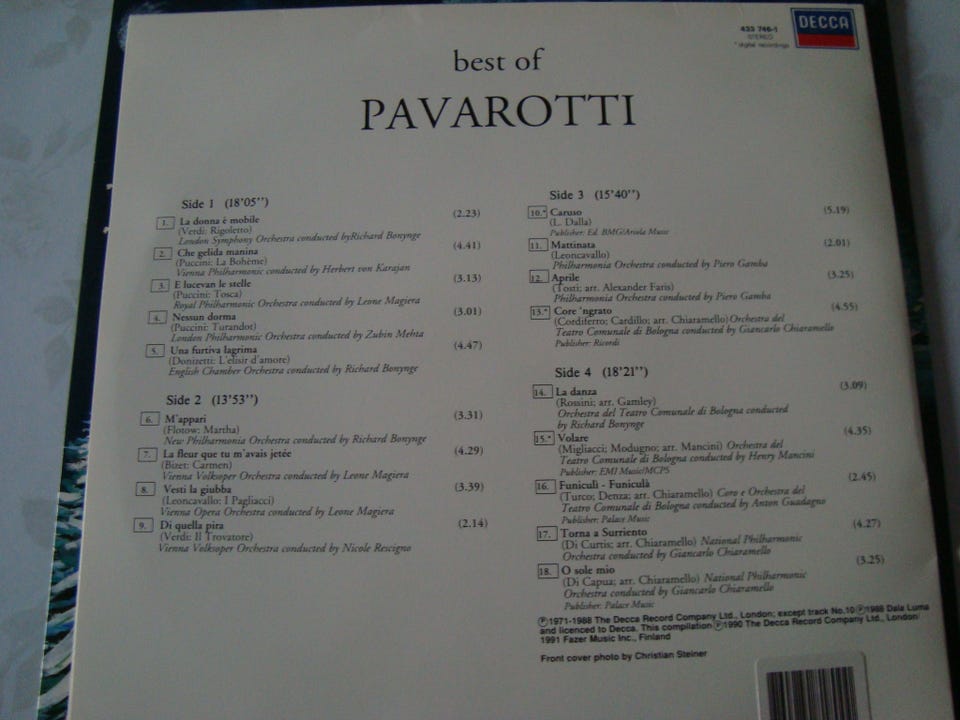 433 746-1
STEREO
* digital recordings
DECCA
best of
PAVAROTTI
Side 1 (18'05'')
1. La donna è mobile (2.23)
(Verdi: Rigoletto)
London Symphony Orchestra conducted byRichard Bonynge
2. Che gelida manina (4.41)
(Puccini: La Bohème)
Vienna Philharmonic conducted by Herbert von Karajan
3. E lucevan le stelle (3.13)
(Puccini: Tosca)
Royal Philharmonic Orchestra conducted by Leone Magiera
4. Nessun dorma (3.01)
(Puccini: Turandot)
London Philharmonic Orchestra conducted by Zubin Mehta
5. Una furtiva lagrima (4.47)
(Donizetti: L'elisir d'amore)
English Chamber Orchestra conducted by Richard Bonynge
Side 2 (13'53'')
6. M'appari (3.31)
(Flotow: Martha)
New Philharmonia Orchestra conducted by Richard Bonynge
7. La fleur que tu m'avais jetée (4.29)
(Bizet: Carmen)
Vienna Volksoper Orchestra conducted by Leone Magiera
8. Vesti la giubba (3.39)
(Leoncavallo: I Pagliacci)
Vienna Opera Orchestra conducted by Leone Magiera
9. Di quella pira (2.14)
(Verdi: Il Trovatore)
Vienna Volksoper Orchestra conducted by Nicole Rescigno
Side 3 (15'40'')
10.* Caruso (5.19)
(L. Dalla)
Publisher: Ed. BMG/Ariola Music
11. Mattinata (2.01)
(Leoncavallo)
Philharmonia Orchestra conducted by Piero Gamba
12. Aprile (3.25)
(Tosti; arr. Alexander Faris)
Philharmonia Orchestra conducted by Piero Gamba
13.* Core 'ngrato (4.55)
(Cordiferro; Cardillo; arr. Chiaramello) Orchestra del
Teatro Comunale di Bologna conducted by Giancarlo Chiaramello
Publisher: Ricordi
Side 4 (18'21'')
14. La danza (3.09)
(Rossini; arr. Gamley)
Orchestra del Teatro Comunale di Bologna conducted
by Richard Bonynge
15.* Volare (4.35)
(Migliacci; Modugno; arr. Mancini) Orchestra del
Teatro Comunale di Bologna conducted by Henry Mancini
Publisher: EMI Music/MCPS
16. Funiculì - Funiculà (2.45)
(Turco; Denza; arr. Chiaramello) Coro e Orchestra del
Teatro Comunale di Bologna conducted by Anton Guadagno
Publisher: Palace Music
17. Torna a Surriento (4.27)
(Di Curtis; arr. Chiaramello) National Philharmonic
Orchestra conducted by Giancarlo Chiaramello
18. O sole mio (3.25)
(Di Capua; arr. Chiaramello) National Philharmonic
Orchestra conducted by Giancarlo Chiaramello
Publisher: Palace Music
℗1971-1988 The Decca Record Company Ltd., London; except track No.10 ℗1988 Dala Luma
and licenced to Decca. This compilation ℗1990 The Decca Record Company Ltd., London
1991 Fazer Music Inc., Finland
Front cover photo by Christian Steiner